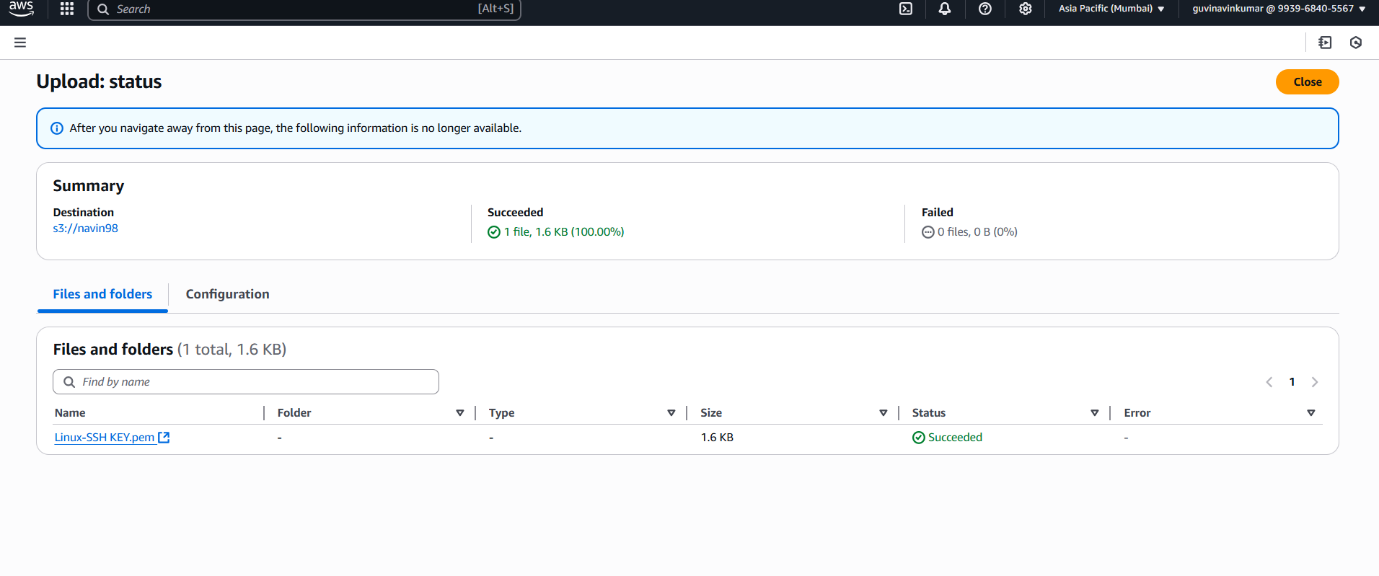 aws
Search [Alt+S] Asia Pacific (Mumbai) ▼ guvinavinkumar @ 9939-6840-5567 ▼
Upload: status
Close
After you navigate away from this page, the following information is no longer available.
Summary
Destination Succeeded Failed
s3://navin98 1 file, 1.6 KB (100.00%) 0 files, 0 B (0%)
Files and folders Configuration
Files and folders (1 total, 1.6 KB)
Find by name 1
Name Folder Type Size Status Error
Linux-SSH KEY.pem - - 1.6 KB Succeeded -